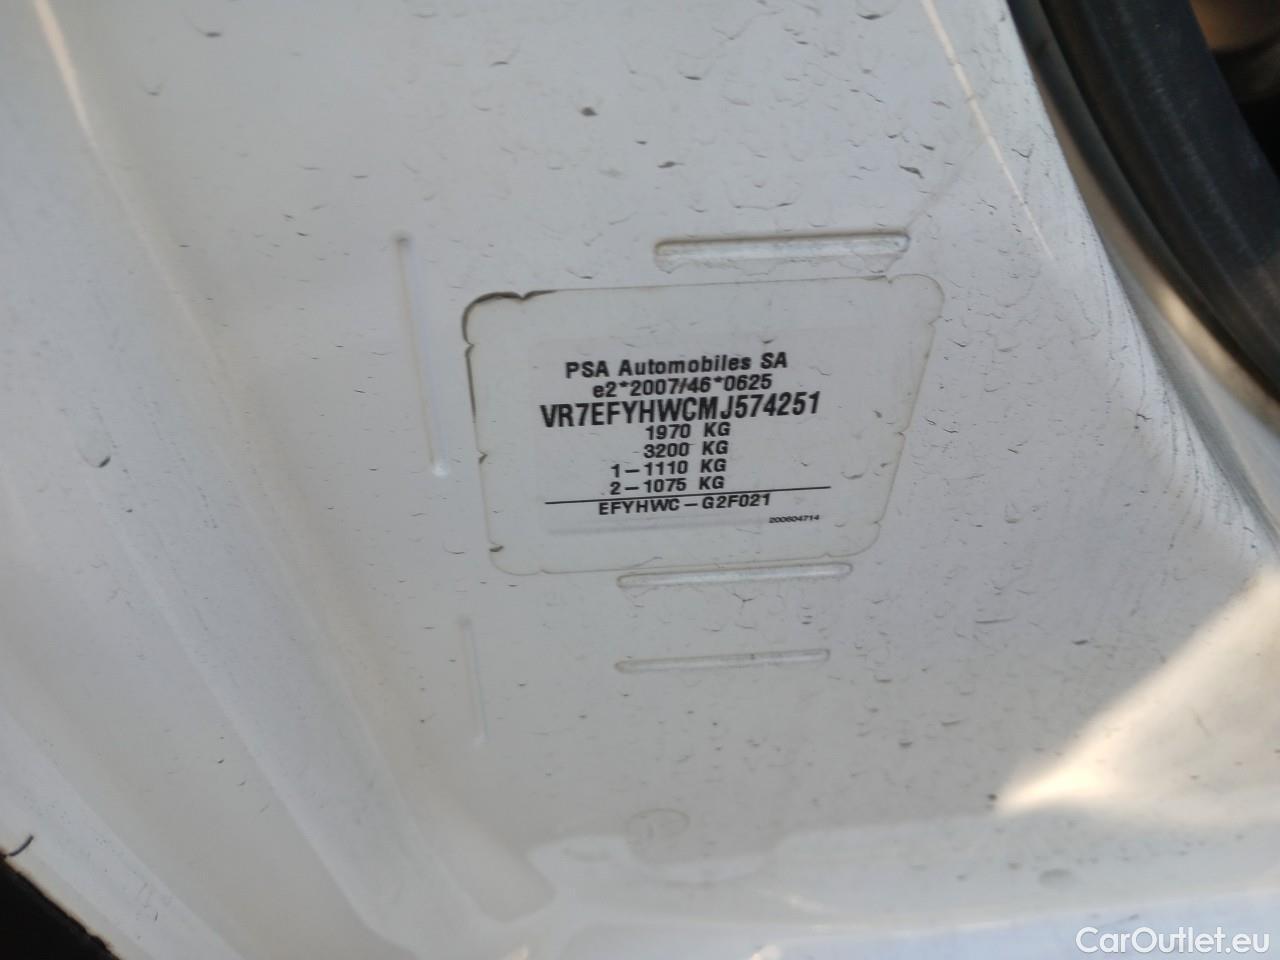 PSA Automobiles SA
e2*2007/46*0625
VR7EFYHWCMJ574251
1970 KG
3200 KG
1-1110 KG
2-1075 KG
EFYHWC-G2F021
200604714
CarOutlet.eu